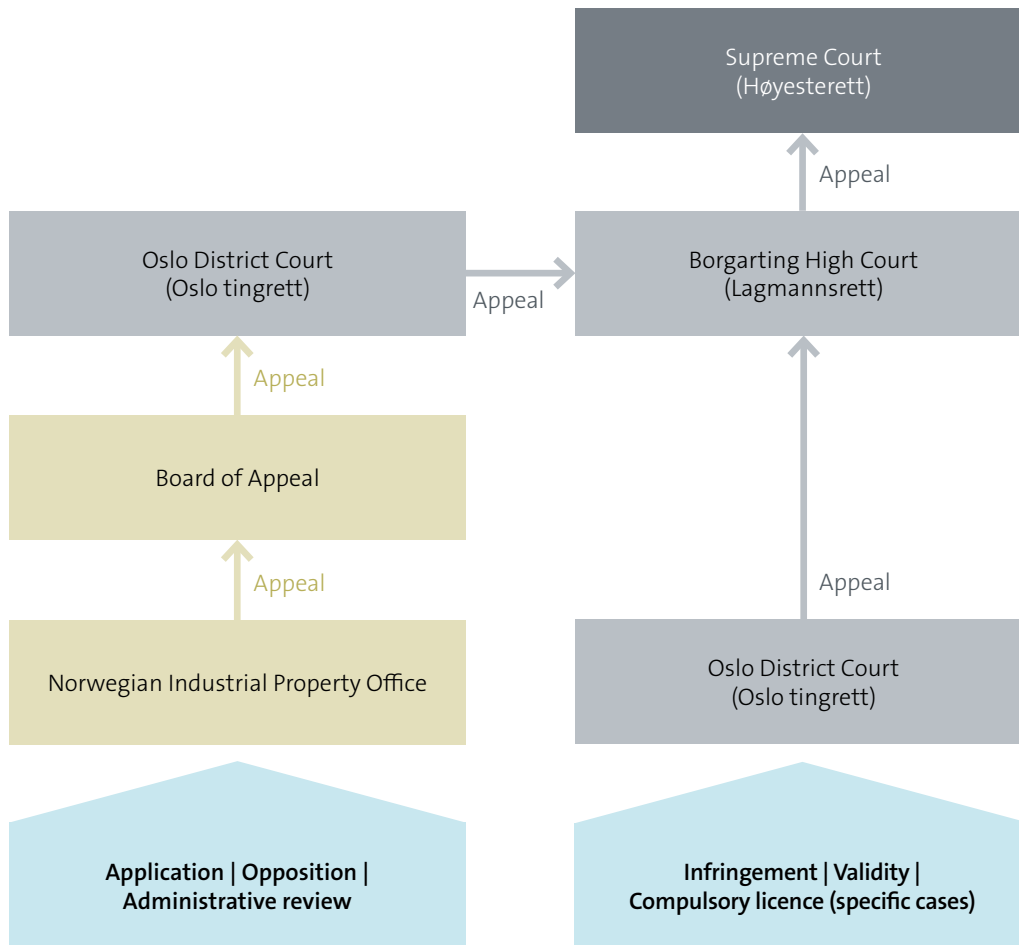 Supreme Court
(Høyesterett)
Appeal
Oslo District Court
(Oslo tingrett)
Appeal
Borgarting High Court
(Lagmannsrett)
Appeal
Board of Appeal
Appeal
Appeal
Norwegian Industrial Property Office
Oslo District Court
(Oslo tingrett)
Application | Opposition |
Administrative review
Infringement | Validity |
Compulsory licence (specific cases)